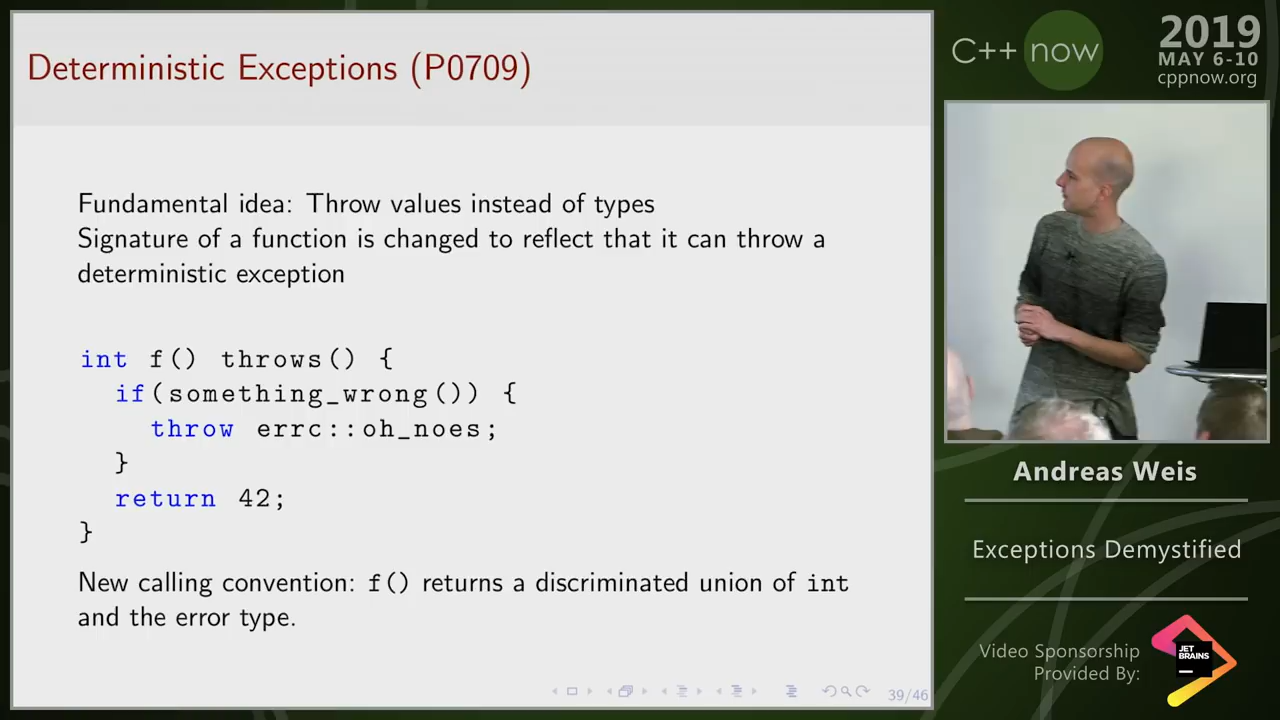 Deterministic Exceptions (P0709)
Fundamental idea: Throw values instead of types
Signature of a function is changed to reflect that it can throw a
deterministic exception
int f() throws() {
if(something_wrong()) {
throw errc::oh_noes;
}
return 42;
}
New calling convention: f() returns a discriminated union of int
and the error type.
39/46
C++ now
2019
MAY 6-10
cppnow.org
Andreas Weis
Exceptions Demystified
Video Sponsorship
Provided By:
JET
BRAINS